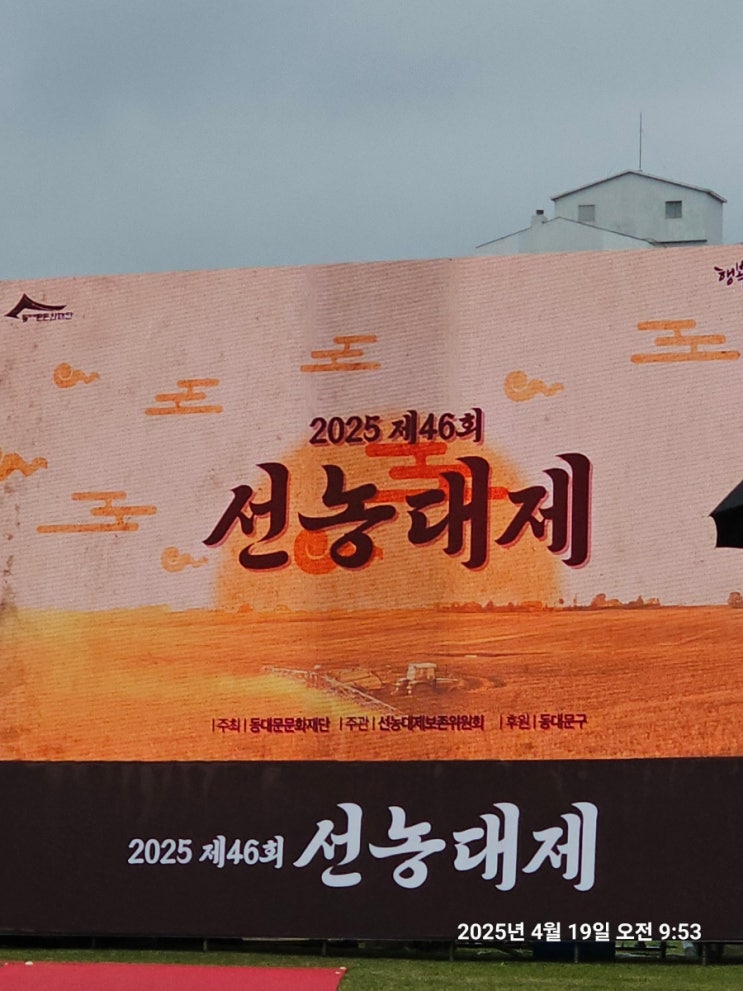 행복
2025 제46회
선농대제
|주최| 동대문문화재단 |주관| 선농대제보존위원회 |후원| 동대문구
2025 제46회 선농대제
2025년 4월 19일 오전 9:53